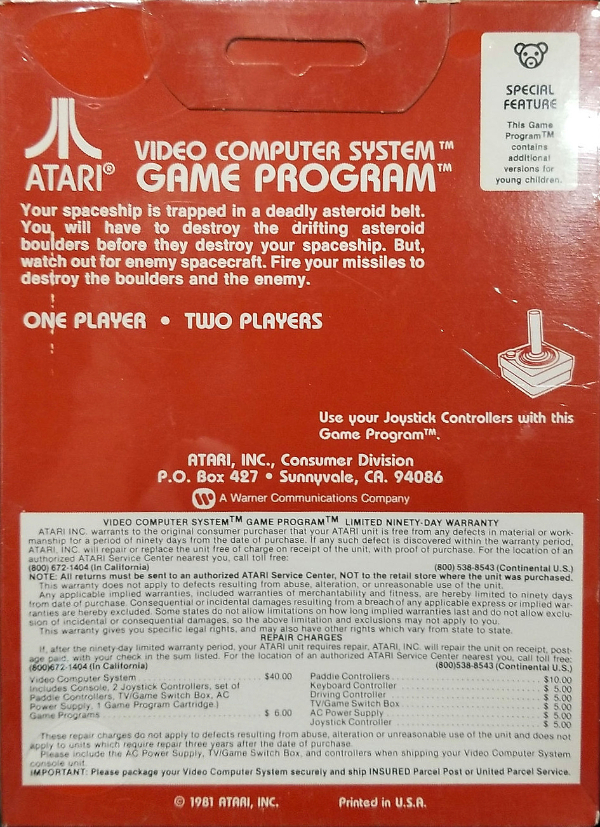 SPECIAL
FEATURE
This Game
Program™
contains
additional
versions for
young children.
ATARI®
VIDEO COMPUTER SYSTEM™
GAME PROGRAM™
Your spaceship is trapped in a deadly asteroid belt.
You will have to destroy the drifting asteroid
boulders before they destroy your spaceship. But,
watch out for enemy spacecraft. Fire your missiles to
destroy the boulders and the enemy.
ONE PLAYER • TWO PLAYERS
Use your Joystick Controllers with this
Game Program™.
ATARI, INC., Consumer Division
P.O. Box 427 • Sunnyvale, CA. 94086
A Warner Communications Company
VIDEO COMPUTER SYSTEM™ GAME PROGRAM™ LIMITED NINETY-DAY WARRANTY
ATARI INC. warrants to the original consumer purchaser that your ATARI unit is free from any defects in material or work-
manship for a period of ninety days from the date of purchase. If any such defect is discovered within the warranty period,
ATARI, INC. will repair or replace the unit free of charge on receipt of the unit, with proof of purchase. For the location of an
authorized ATARI Service Center nearest you, call toll free:
(800) 672-1404 (In California) (800) 538-8543 (Continental U.S.)
NOTE: All returns must be sent to an authorized ATARI Service Center, NOT to the retail store where the unit was purchased.
This warranty does not apply to defects resulting from abuse, alteration, or unreasonable use of the unit.
Any applicable implied warranties, included warranties of merchantability and fitness, are hereby limited to ninety days
from date of purchase. Consequential or incidental damages resulting from a breach of any applicable express or implied war-
ranties are hereby excluded. Some states do not allow limitations on how long implied warranties last and do not allow exclu-
sion of incidental or consequential damages, so the above limitation and exclusions may not apply to you.
This warranty gives you specific legal rights, and may also have other rights which vary from state to state.
REPAIR CHARGES
If, after the ninety-day limited warranty period, your ATARI unit requires repair, ATARI, INC. will repair the unit on receipt, post-
age paid, with your check in the sum listed. For the location of an authorized ATARI Service Center nearest you, call toll free:
(800)672-1404 (In California) (800)538-8543 (Continental U.S.)
Video Computer System $40.00
Includes Console, 2 Joystick Controllers, set of
Paddle Controllers, TV/Game Switch Box, AC
Power Supply, 1 Game Program Cartridge)
Game Programs $ 6.00
Paddle Controllers $10.00
Keyboard Controller $ 5.00
Driving Controller $ 5.00
TV/Game Switch Box $ 5.00
AC Power Supply $ 5.00
Joystick Controller $ 5.00
These repair charges do not apply to defects resulting from abuse, alteration or unreasonable use of the unit and does not
apply to units which require repair three years after the date of purchase.
Please include the AC Power Supply, TV/Game Switch Box, and controllers when shipping your Video Computer System
console unit.
IMPORTANT: Please package your Video Computer System securely and ship INSURED Parcel Post or United Parcel Service.
© 1981 ATARI, INC. Printed in U.S.A.